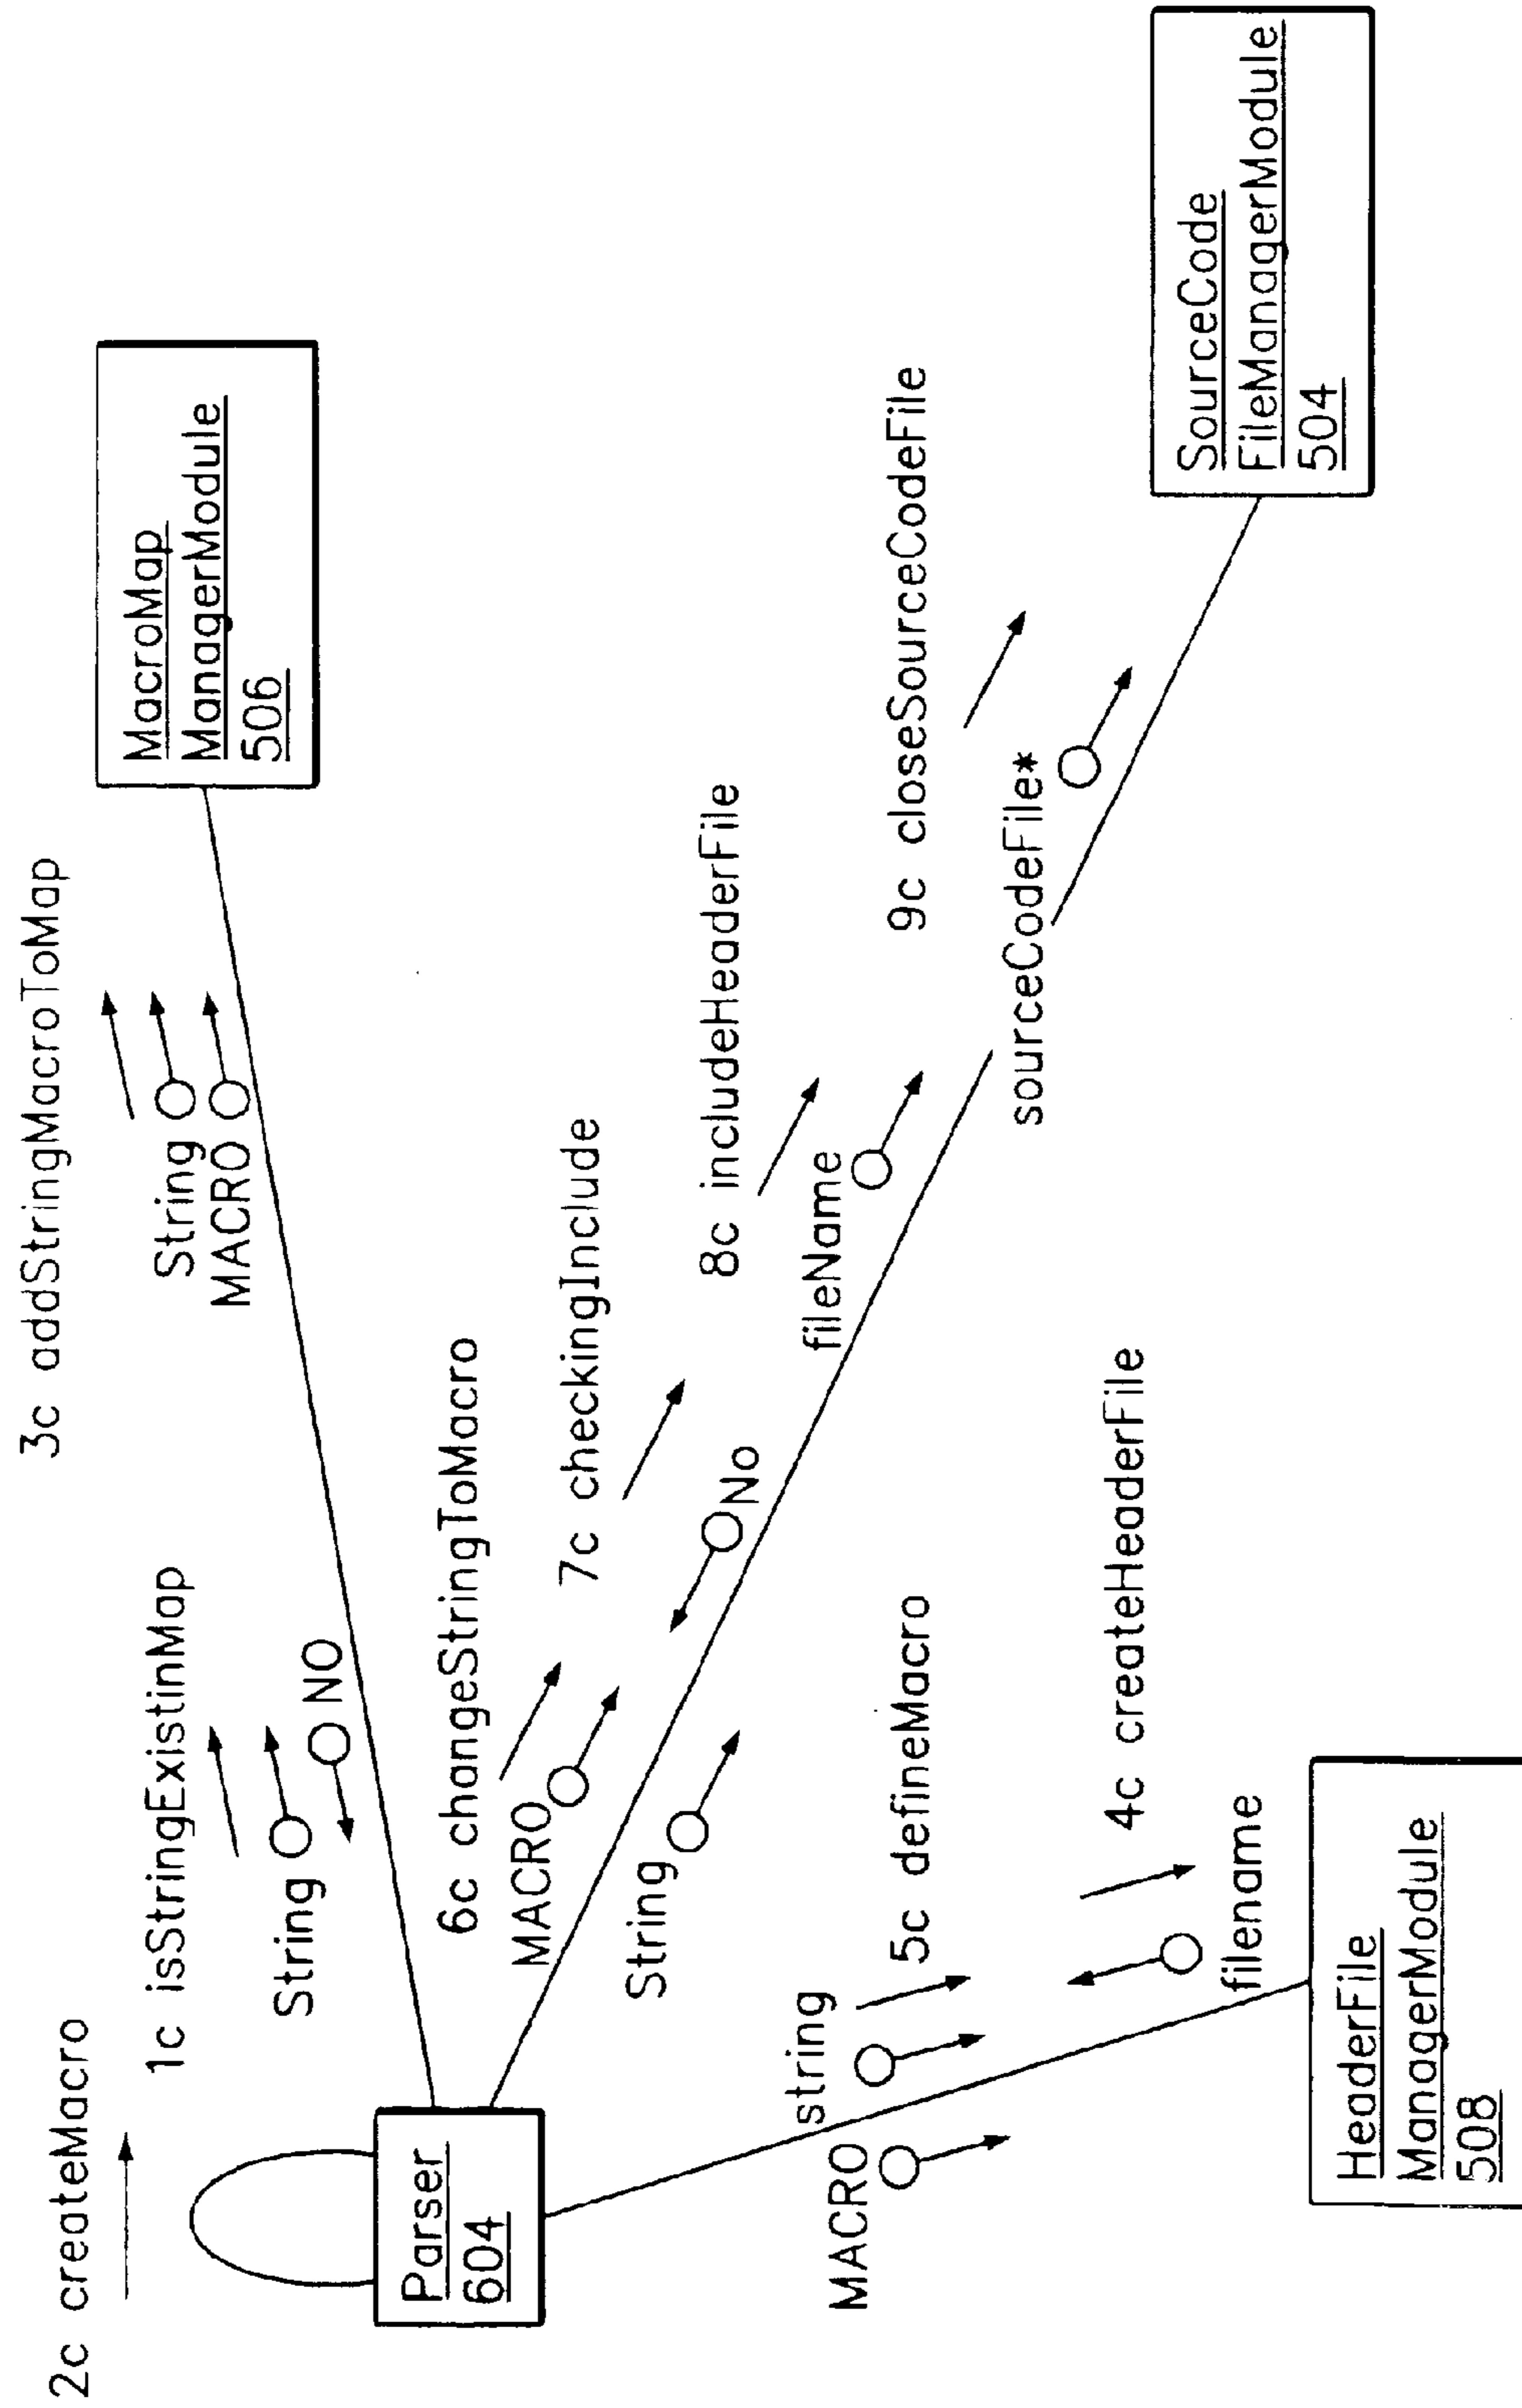 2c createMacro
3c addStringMacroToMap
1c isStringExistinMap
String
MACRO
String
NO
MacroMap
ManagerModule
506
Parser
604
6c changeStringToMacro
MACRO
String
7c checkingInclude
No
8c includeHeaderFile
fileName
9c closeSourceCodeFile
sourceCodeFile*
SourceCode
FileManagerModule
504
MACRO
string
5c defineMacro
4c createHeaderFile
filename
HeaderFile
ManagerModule
508